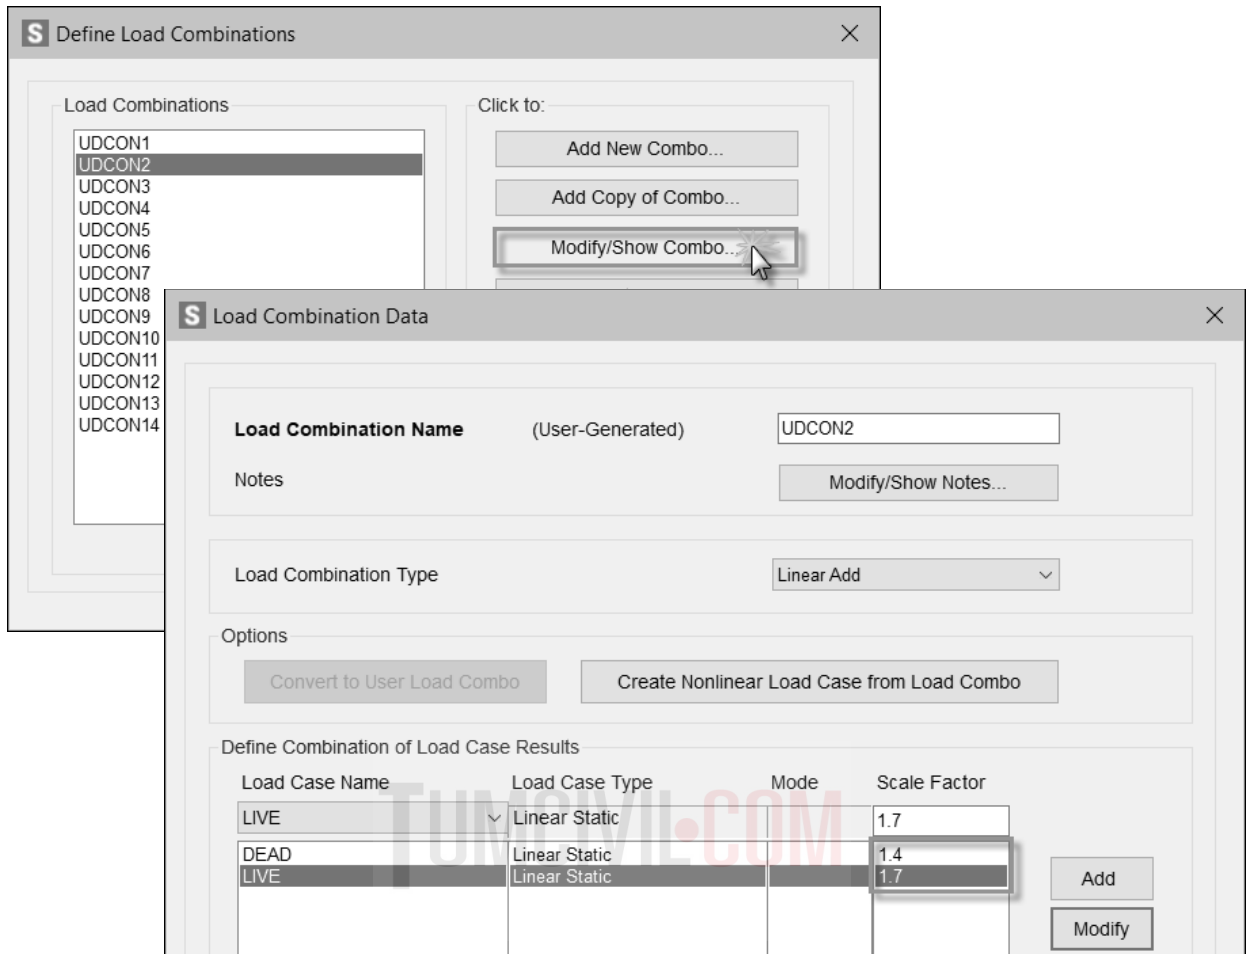 S Define Load Combinations
Load Combinations
UDCON1
UDCON2
UDCON3
UDCON4
UDCON5
UDCON6
UDCON7
UDCON8
UDCON9
UDCON10
UDCON11
UDCON12
UDCON13
UDCON14
Click to:
Add New Combo...
Add Copy of Combo...
Modify/Show Combo...
S Load Combination Data
Load Combination Name (User-Generated) UDCON2
Notes Modify/Show Notes...
Load Combination Type Linear Add
Options
Convert to User Load Combo Create Nonlinear Load Case from Load Combo
Define Combination of Load Case Results
Load Case Name Load Case Type Mode Scale Factor
LIVE Linear Static 1.7
DEAD Linear Static 1.4
LIVE Linear Static 1.7
TUMCIVIL.COM
Add
Modify